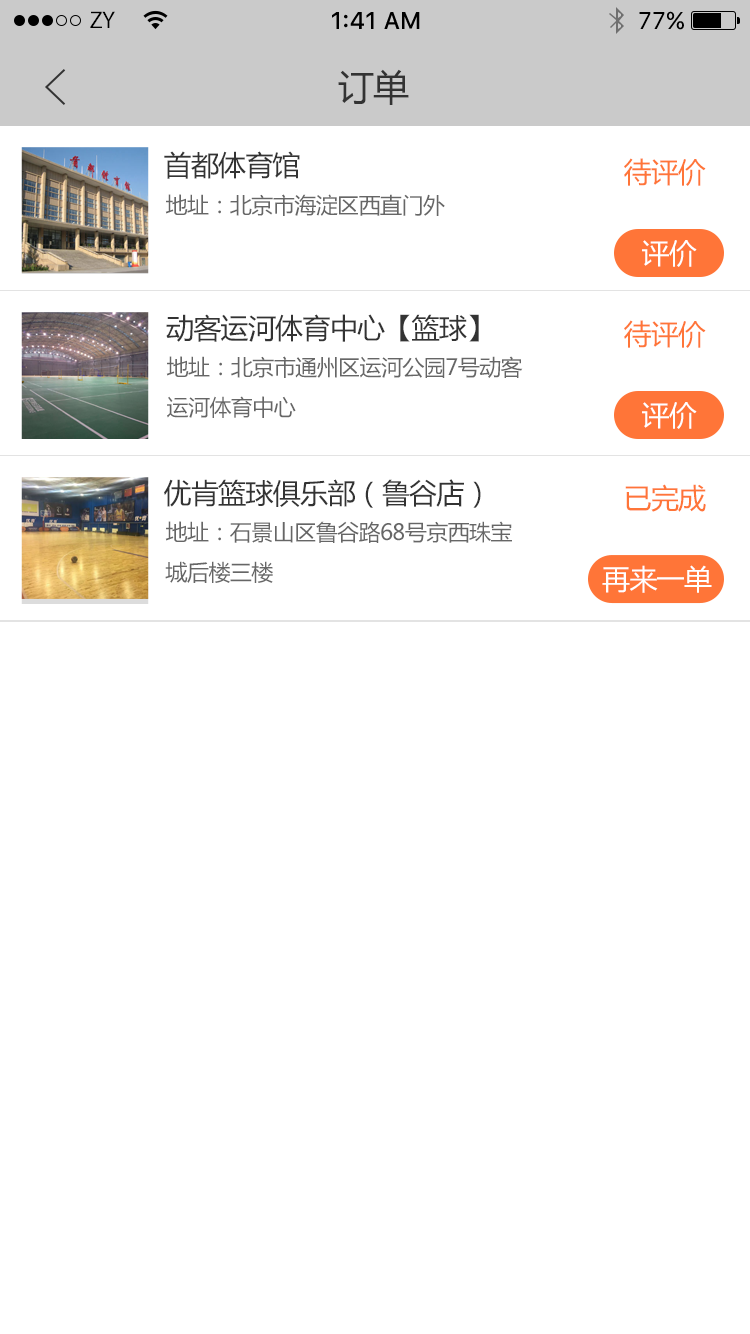 ZY 1:41 AM 77%
订单
首都体育馆
首都体育馆
待评价
地址：北京市海淀区西直门外
评价
动客运河体育中心【篮球】
待评价
地址：北京市通州区运河公园7号动客
运河体育中心
评价
优肯篮球俱乐部（鲁谷店）
已完成
地址：石景山区鲁谷路68号京西珠宝
城后楼三楼
再来一单